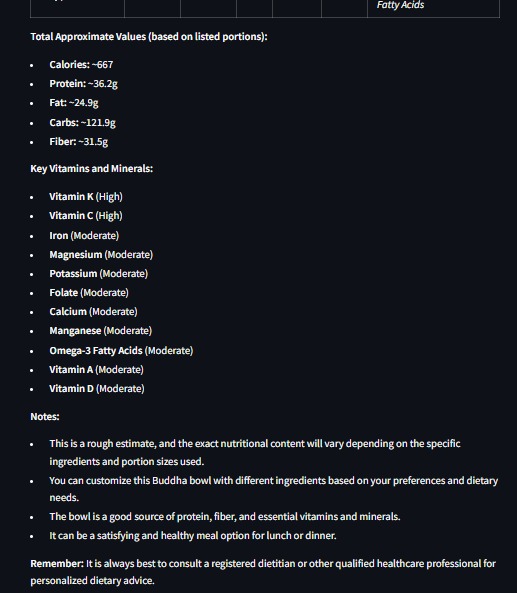 Fatty Acids
Total Approximate Values (based on listed portions):
• Calories: ~667
• Protein: ~36.2g
• Fat: ~24.9g
• Carbs: ~121.9g
• Fiber: ~31.5g
Key Vitamins and Minerals:
• Vitamin K (High)
• Vitamin C (High)
• Iron (Moderate)
• Magnesium (Moderate)
• Potassium (Moderate)
• Folate (Moderate)
• Calcium (Moderate)
• Manganese (Moderate)
• Omega-3 Fatty Acids (Moderate)
• Vitamin A (Moderate)
• Vitamin D (Moderate)
Notes:
• This is a rough estimate, and the exact nutritional content will vary depending on the specific
ingredients and portion sizes used.
• You can customize this Buddha bowl with different ingredients based on your preferences and dietary
needs.
• The bowl is a good source of protein, fiber, and essential vitamins and minerals.
• It can be a satisfying and healthy meal option for lunch or dinner.
Remember: It is always best to consult a registered dietitian or other qualified healthcare professional for
personalized dietary advice.